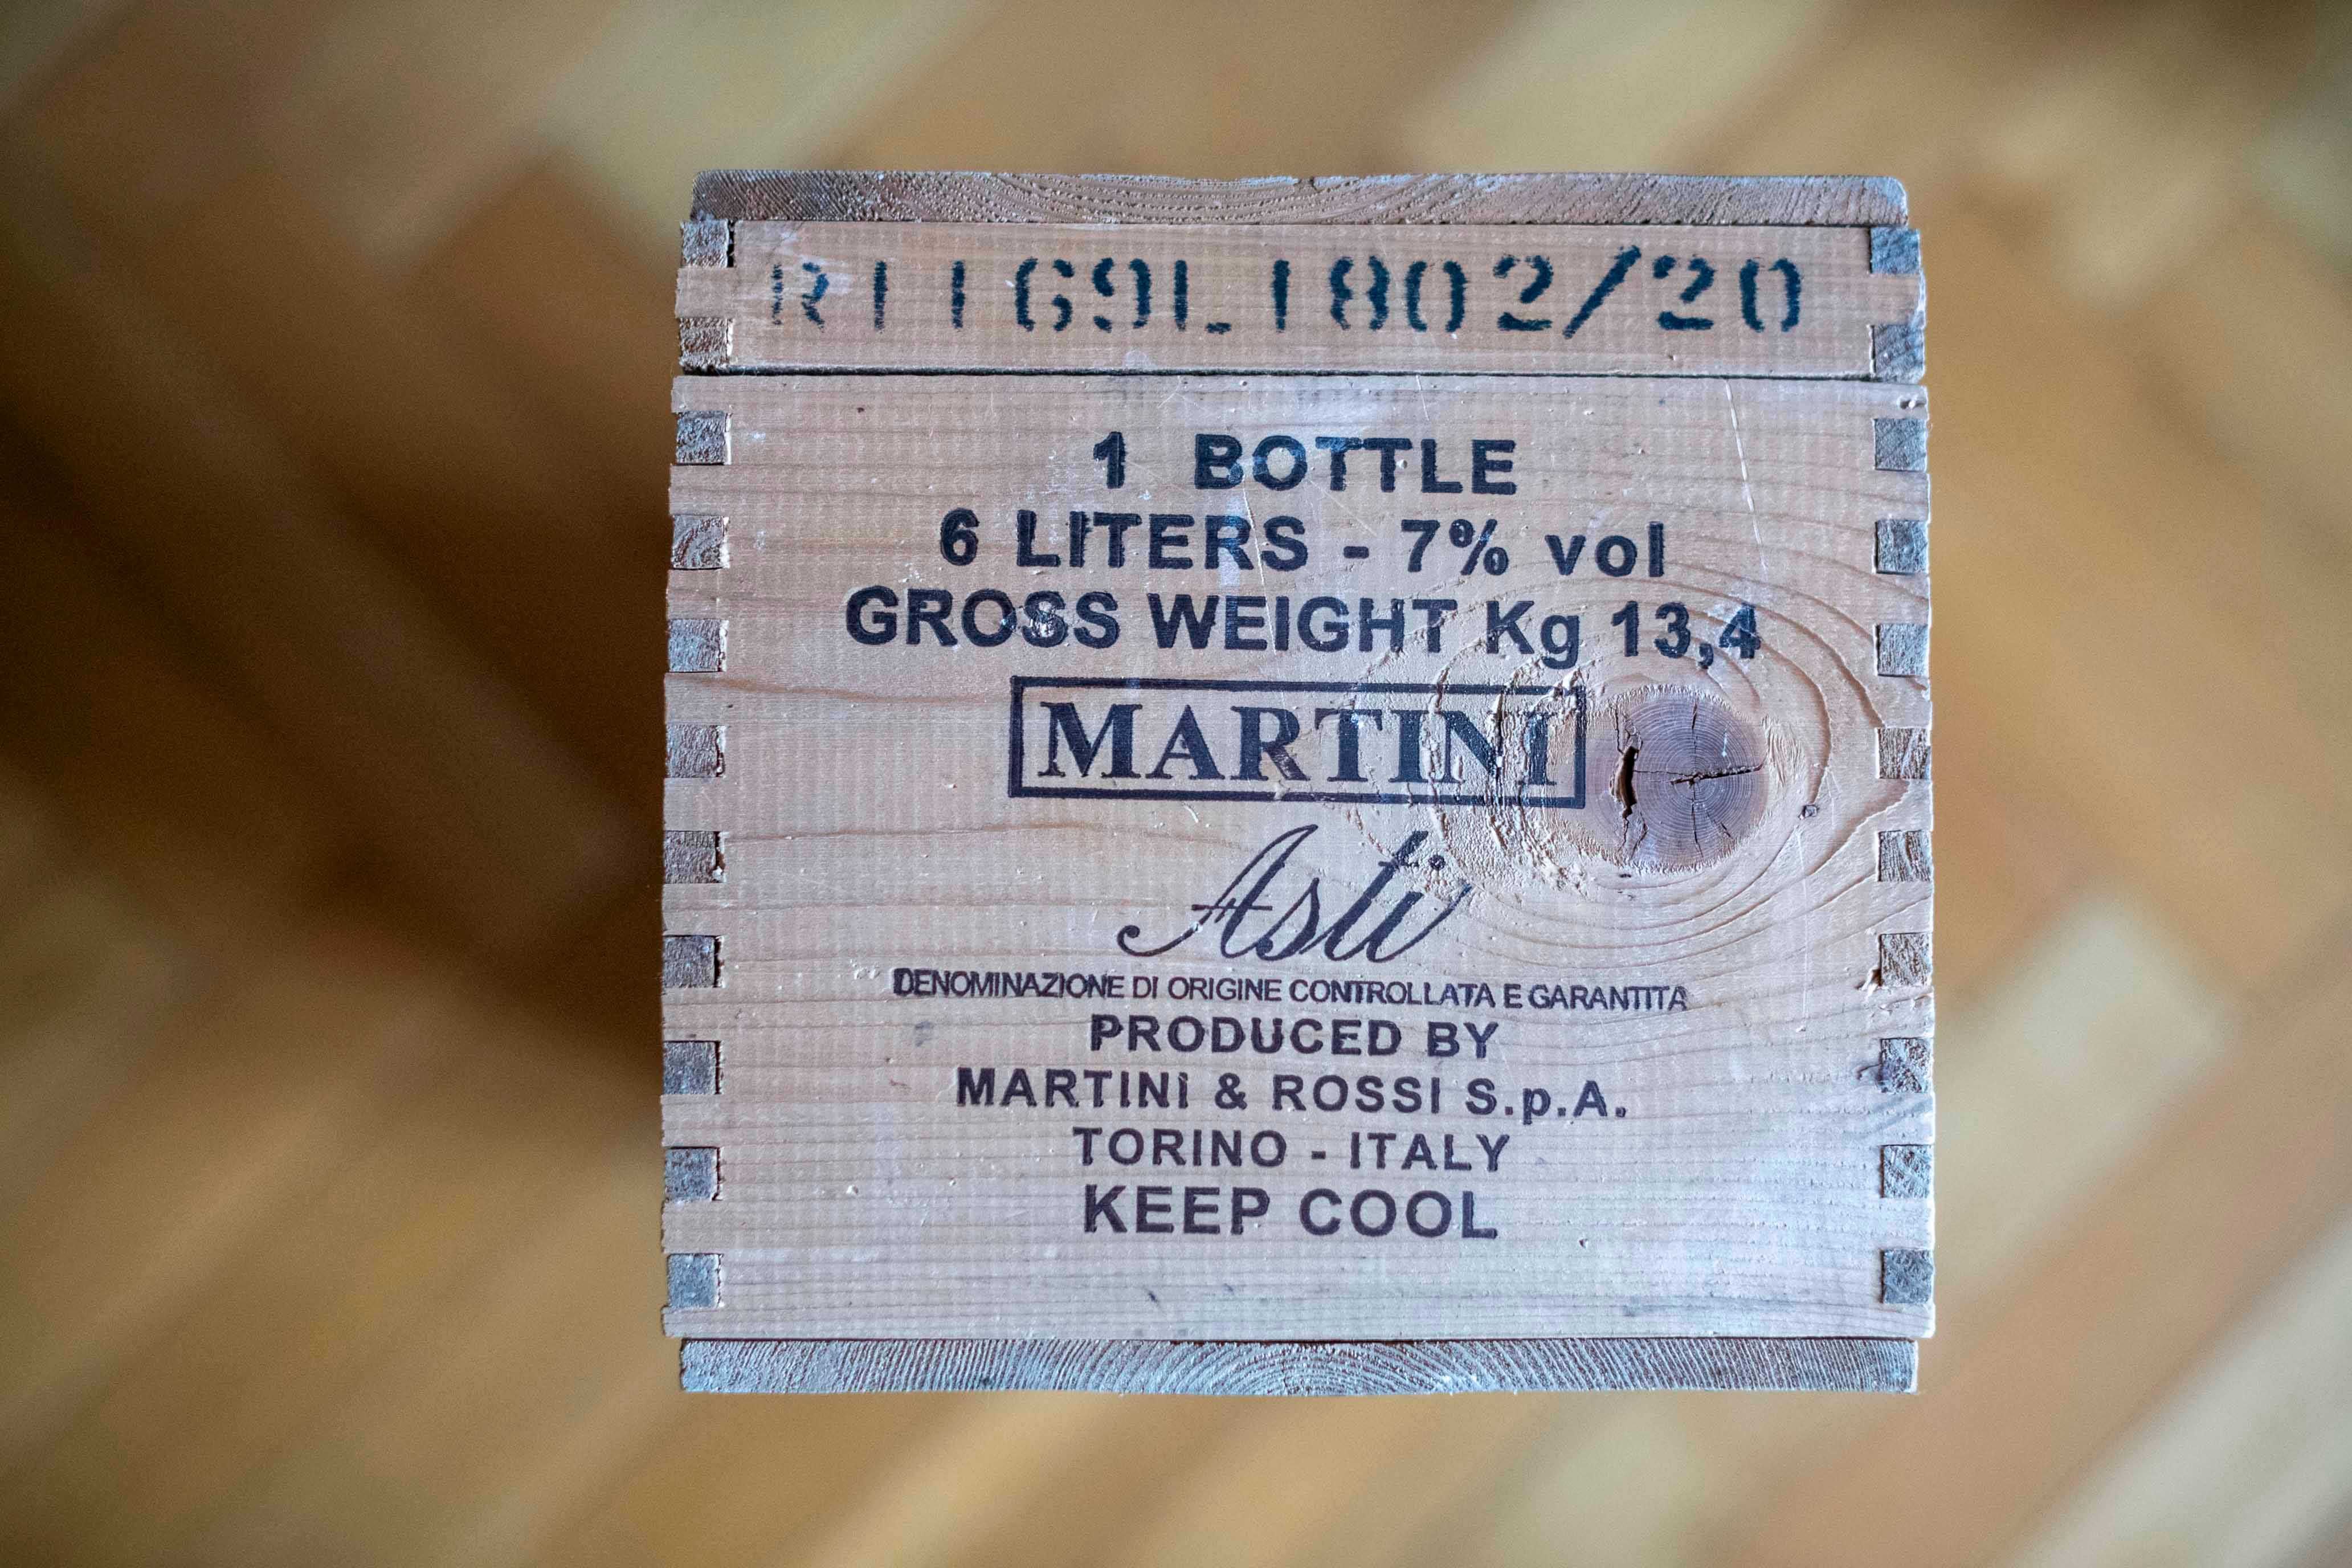 R1169L1802/20
1 BOTTLE
6 LITERS - 7% vol
GROSS WEIGHT Kg 13,4
MARTINI
Asti
DENOMINAZIONE DI ORIGINE CONTROLLATA E GARANTITA
PRODUCED BY
MARTINI & ROSSI S.p.A.
TORINO - ITALY
KEEP COOL